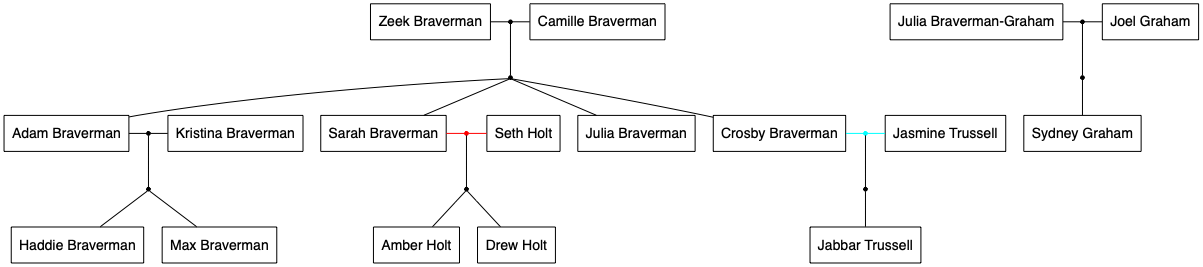 Zeek Braverman
Camille Braverman
Julia Braverman-Graham
Joel Graham
Adam Braverman
Kristina Braverman
Sarah Braverman
Seth Holt
Julia Braverman
Crosby Braverman
Jasmine Trussell
Sydney Graham
Haddie Braverman
Max Braverman
Amber Holt
Drew Holt
Jabbar Trussell